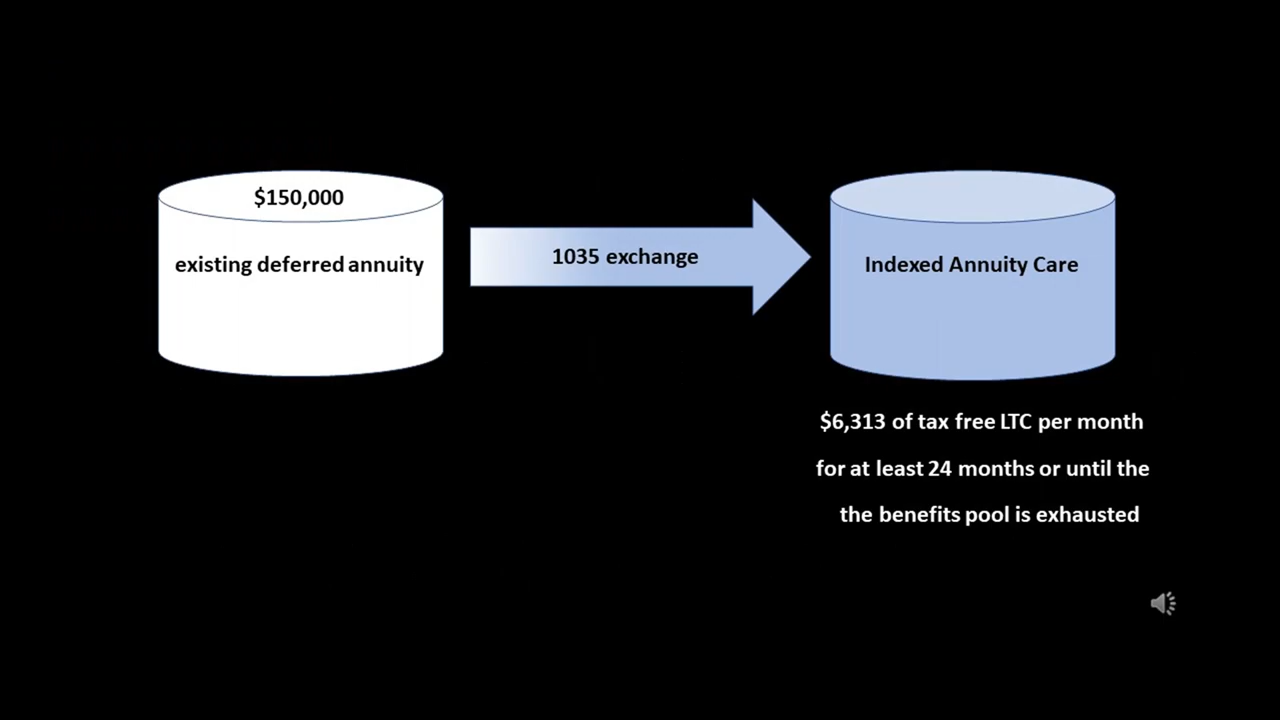 $150,000
existing deferred annuity
1035 exchange
Indexed Annuity Care
$6,313 of tax free LTC per month
for at least 24 months or until the
the benefits pool is exhausted